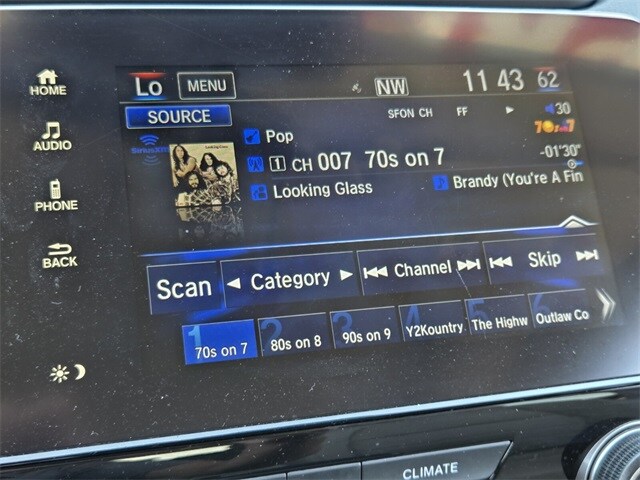 HOME
AUDIO
PHONE
BACK
Lo MENU NW 11 43 62
SOURCE SFON CH FF 30
Pop
-01'30"
1 CH 007 70s on 7
Looking Glass Brandy (You're A Fin
Scan Category Channel Skip
1 70s on 7
2 80s on 8
3 90s on 9
4 Y2Kountry
5 The Highw
6 Outlaw Co
CLIMATE